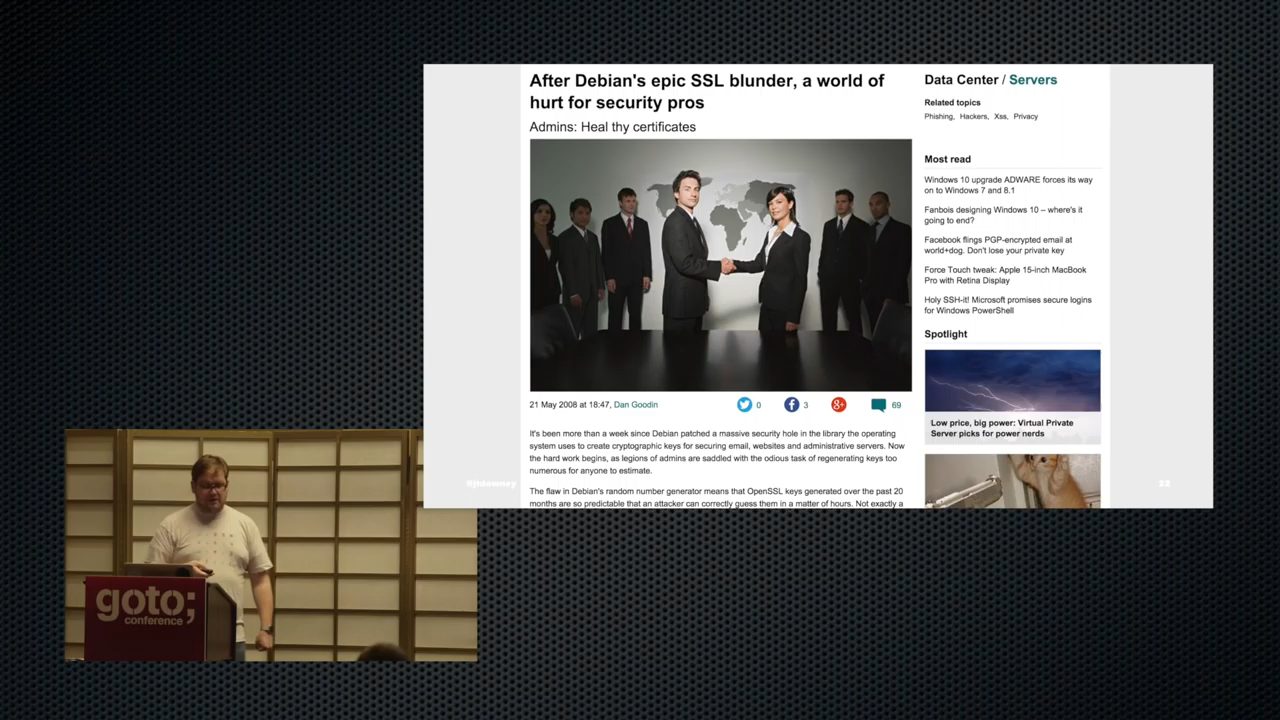 After Debian's epic SSL blunder, a world of
hurt for security pros
Admins: Heal thy certificates
21 May 2008 at 18:47, Dan Goodin
0
3
69
It's been more than a week since Debian patched a massive security hole in the library the operating
system uses to create cryptographic keys for securing email, websites and administrative servers. Now
the hard work begins, as legions of admins are saddled with the odious task of regenerating keys too
numerous for anyone to estimate.
The flaw in Debian's random number generator means that OpenSSL keys generated over the past 20
months are so predictable that an attacker can correctly guess them in a matter of hours. Not exactly a
Data Center / Servers
Related topics
Phishing, Hackers, Xss, Privacy
Most read
Windows 10 upgrade ADWARE forces its way
on to Windows 7 and 8.1
Fanbois designing Windows 10 – where's it
going to end?
Facebook flings PGP-encrypted email at
world+dog. Don't lose your private key
Force Touch tweak: Apple 15-inch MacBook
Pro with Retina Display
Holy SSH-it! Microsoft promises secure logins
for Windows PowerShell
Spotlight
Low price, big power: Virtual Private
Server picks for power nerds
22
goto;
conference